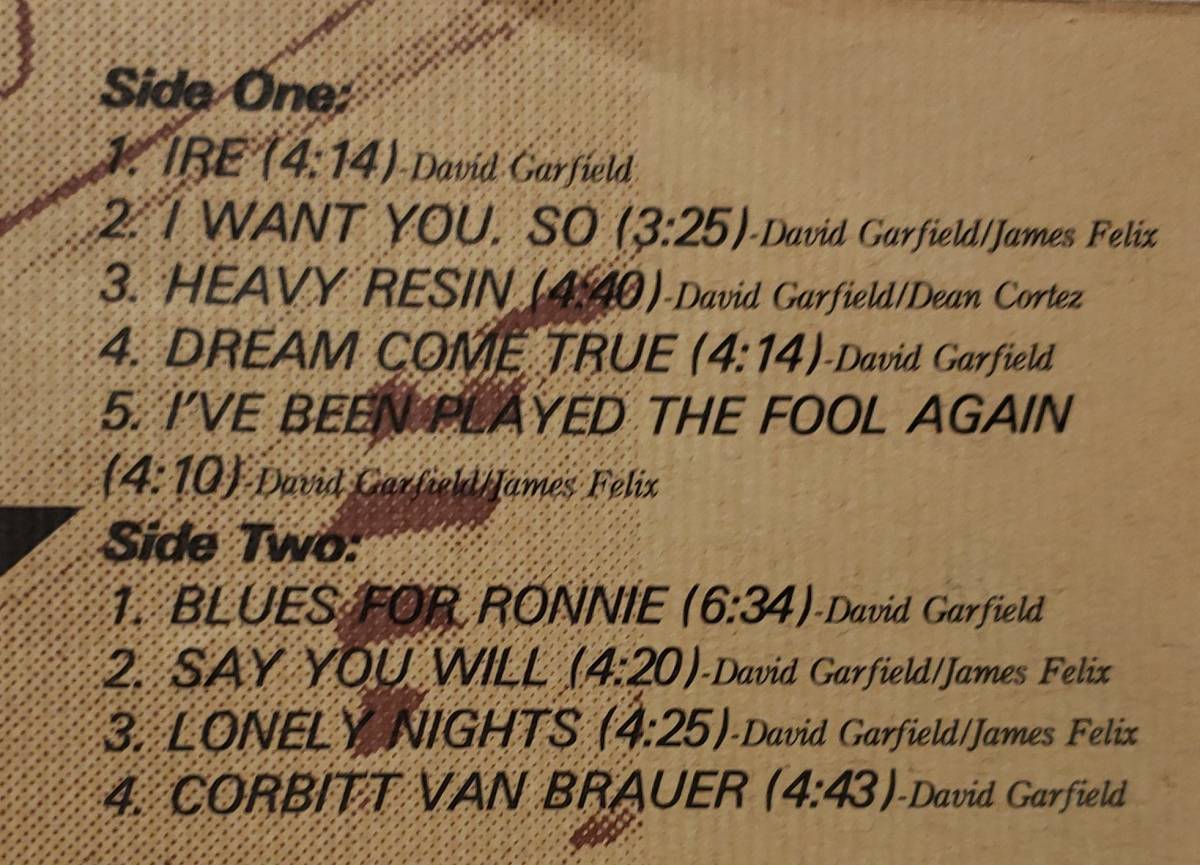 Side One:
1. IRE (4:14)-David Garfield
2. I WANT YOU. SO (3:25)-David Garfield/James Felix
3. HEAVY RESIN (4:40)-David Garfield/Dean Cortez
4. DREAM COME TRUE (4:14)-David Garfield
5. I'VE BEEN PLAYED THE FOOL AGAIN
(4:10)-David Garfield/James Felix
Side Two:
1. BLUES FOR RONNIE (6:34)-David Garfield
2. SAY YOU WILL (4:20)-David Garfield/James Felix
3. LONELY NIGHTS (4:25)-David Garfield/James Felix
4. CORBITT VAN BRAUER (4:43)-David Garfield